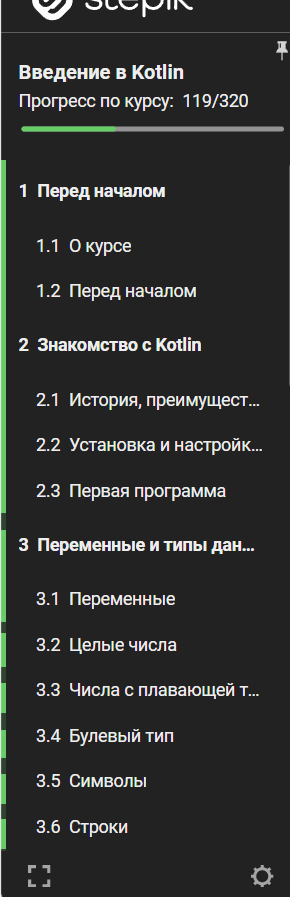 stepik
Введение в Kotlin
Прогресс по курсу: 119/320
1 Перед началом
1.1 О курсе
1.2 Перед началом
2 Знакомство с Kotlin
2.1 История, преимущест...
2.2 Установка и настройк...
2.3 Первая программа
3 Переменные и типы дан...
3.1 Переменные
3.2 Целые числа
3.3 Числа с плавающей т...
3.4 Булевый тип
3.5 Символы
3.6 Строки